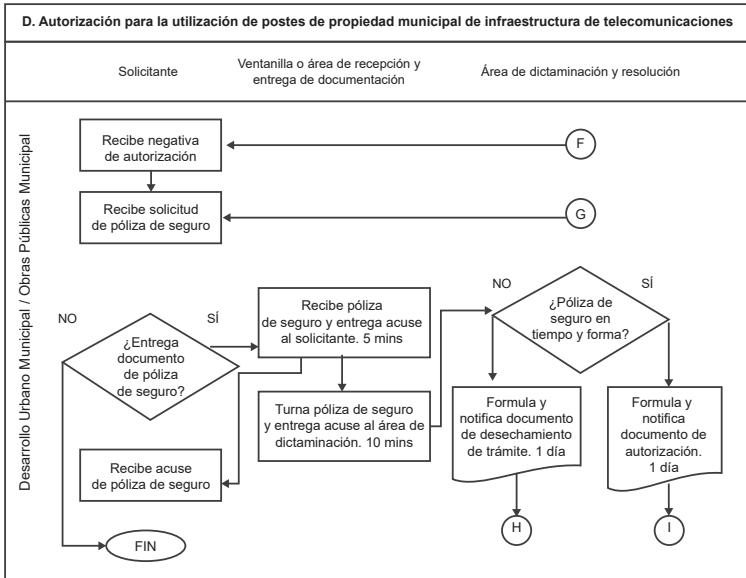 D. Autorización para la utilización de postes de propiedad municipal de infraestructura de telecomunicaciones
Solicitante
Ventanilla o área de recepción y
entrega de documentación
Área de dictaminación y resolución
Desarrollo Urbano Municipal / Obras Públicas Municipal
Recibe negativa
de autorización
F
Recibe solicitud
de póliza de seguro
G
NO
¿Entrega
documento
de póliza
de seguro?
SÍ
Recibe póliza
de seguro y entrega acuse
al solicitante. 5 mins
NO
¿Póliza de
seguro en
tiempo y forma?
SÍ
Turna póliza de seguro
y entrega acuse al área de
dictaminación. 10 mins
Formula y
notifica documento
de desechamiento
de trámite. 1 día
Formula y
notifica
documento de
autorización.
1 día
Recibe acuse
de póliza de seguro
FIN
H
I